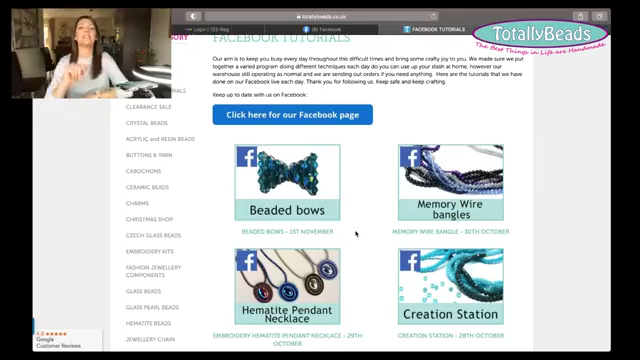 totallybeads.co.uk
Login | 123-Reg
(8) Facebook
FACEBOOK TUTORIALS
TotallyBeads
The Best Things in Life are Handmade
FACEBOOK TUTORIALS
Our aim is to keep you busy every day throughout this difficult times and bring some crafty joy to you. We made sure we put
together a varied program doing different techniques each day do you can use up your stash at home, however our
warehouse still operating as normal and we are sending out orders if you need anything. Here are the tutorials that we have
done on our Facebook live each day. Thank you for following us. Keep safe and keep crafting.
Keep up to date with us on Facebook:
Click here for our Facebook page
CLEARANCE SALE
CRYSTAL BEADS
ACRYLIC and RESIN BEADS
BUTTONS & YARN
CABOCHONS
CERAMIC BEADS
CHARMS
CHRISTMAS SHOP
CZECH GLASS BEADS
EMBROIDERY KITS
FASHION JEWELLERY
COMPONENTS
GLASS BEADS
GLASS PEARL BEADS
HEMATITE BEADS
JEWELLERY CHAIN
Beaded bows
BEADED BOWS - 1ST NOVEMBER
Memory Wire
bangles
MEMORY WIRE BANGLE - 30TH OCTOBER
Hematite Pendant
Necklace
EMBROIDERY HEMATITE PENDANT NECKLACE - 29TH
OCTOBER
Creation Station
CREATION STATION - 28TH OCTOBER
4.9
Google
Customer Reviews